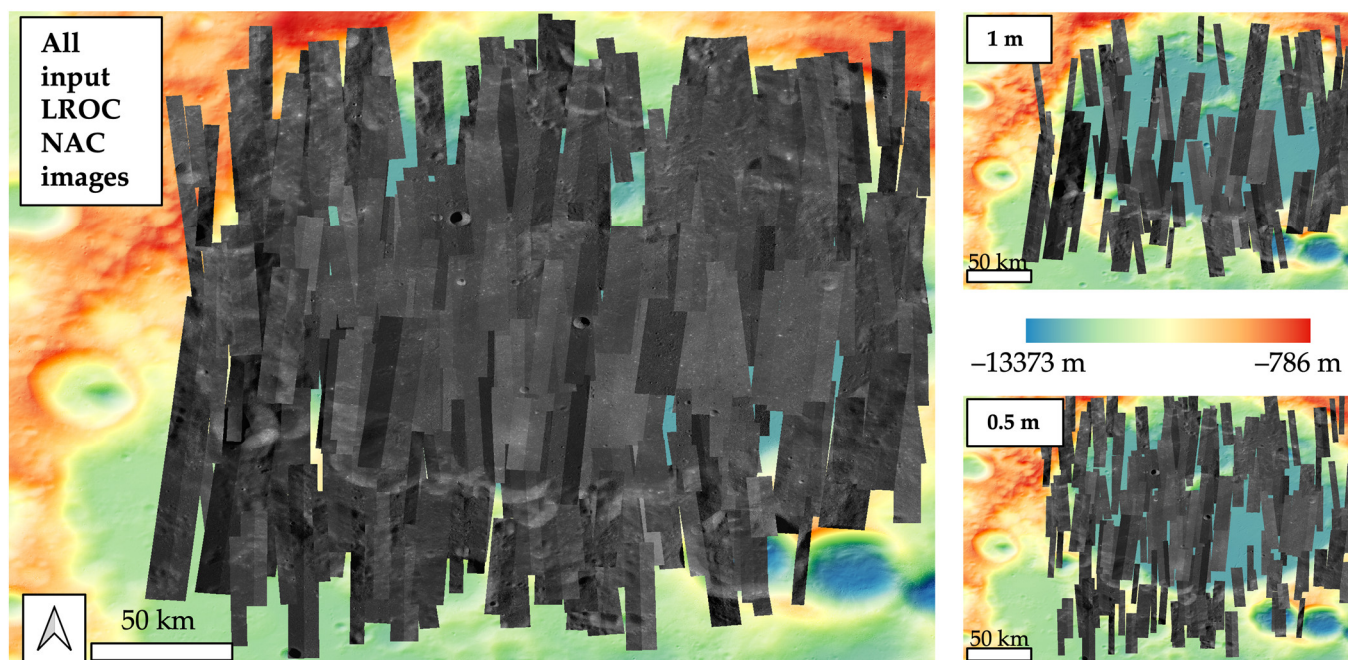 All
input
LROC
NAC
images
50 km
1 m
50 km
–13373 m
–786 m
0.5 m
50 km